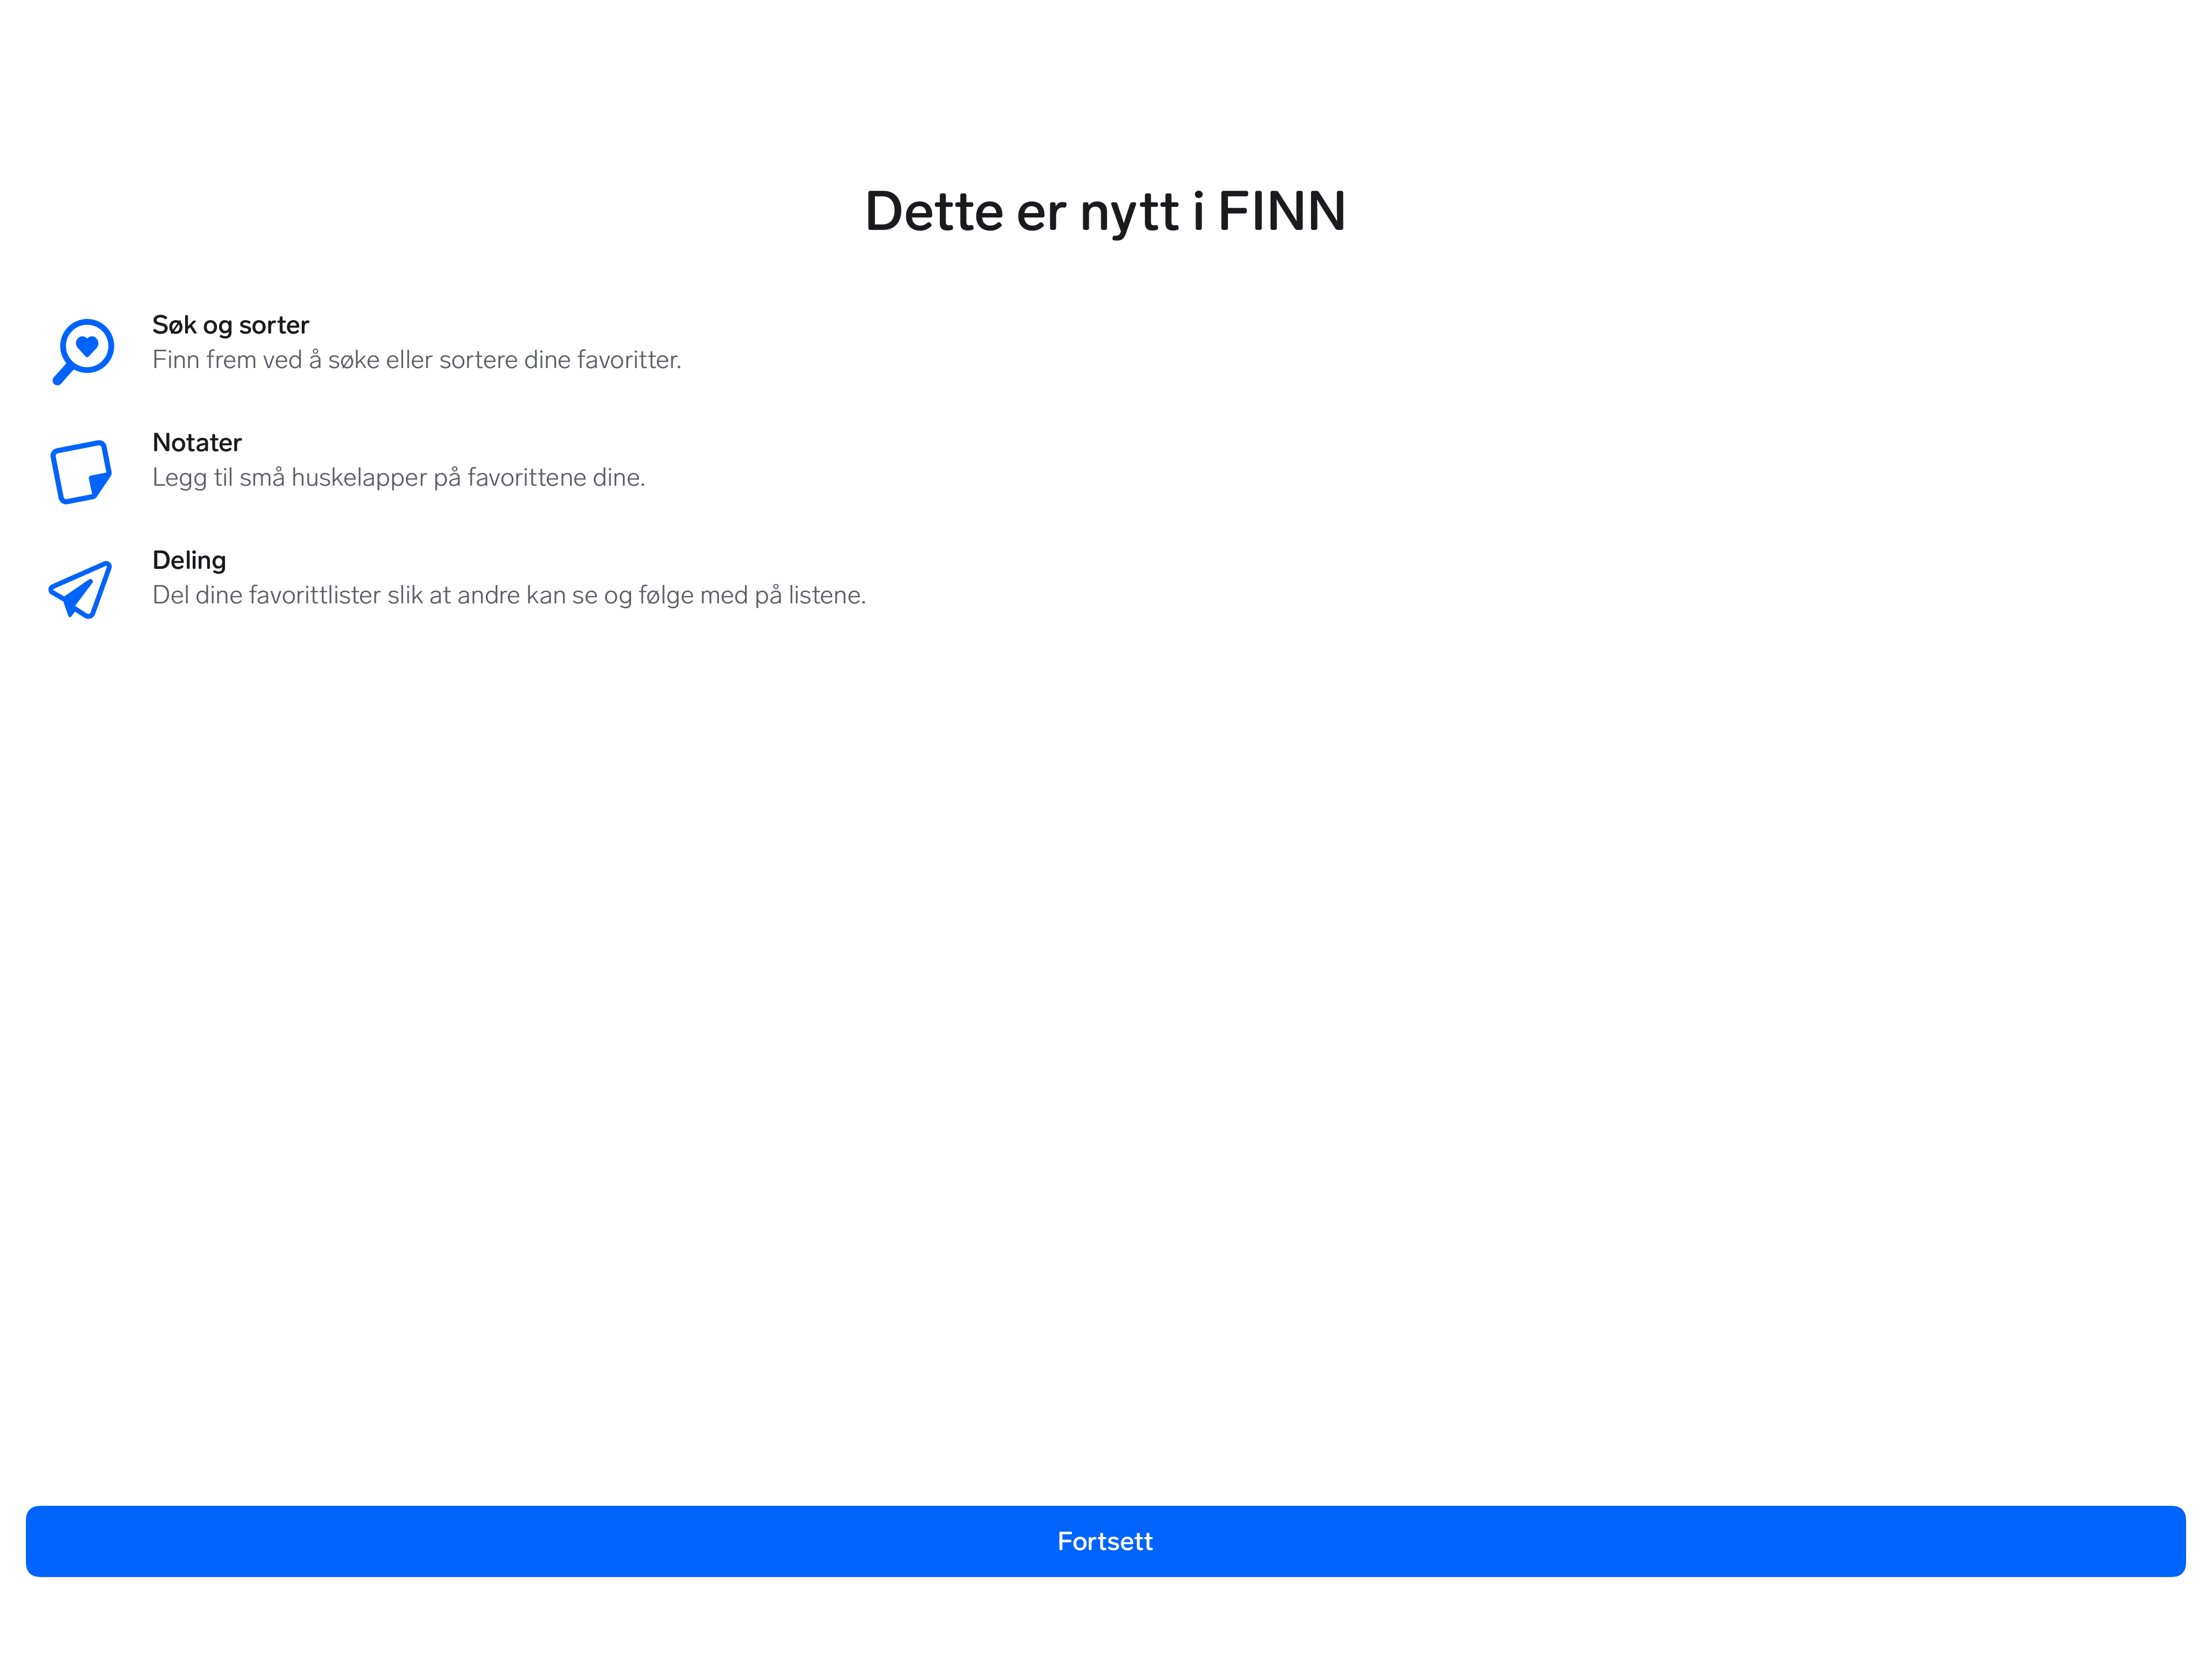 Dette er nytt i FINN
Søk og sorter
Finn frem ved å søke eller sortere dine favoritter.
Notater
Legg til små huskelapper på favorittene dine.
Deling
Del dine favorittlister slik at andre kan se og følge med på listene.
Fortsett